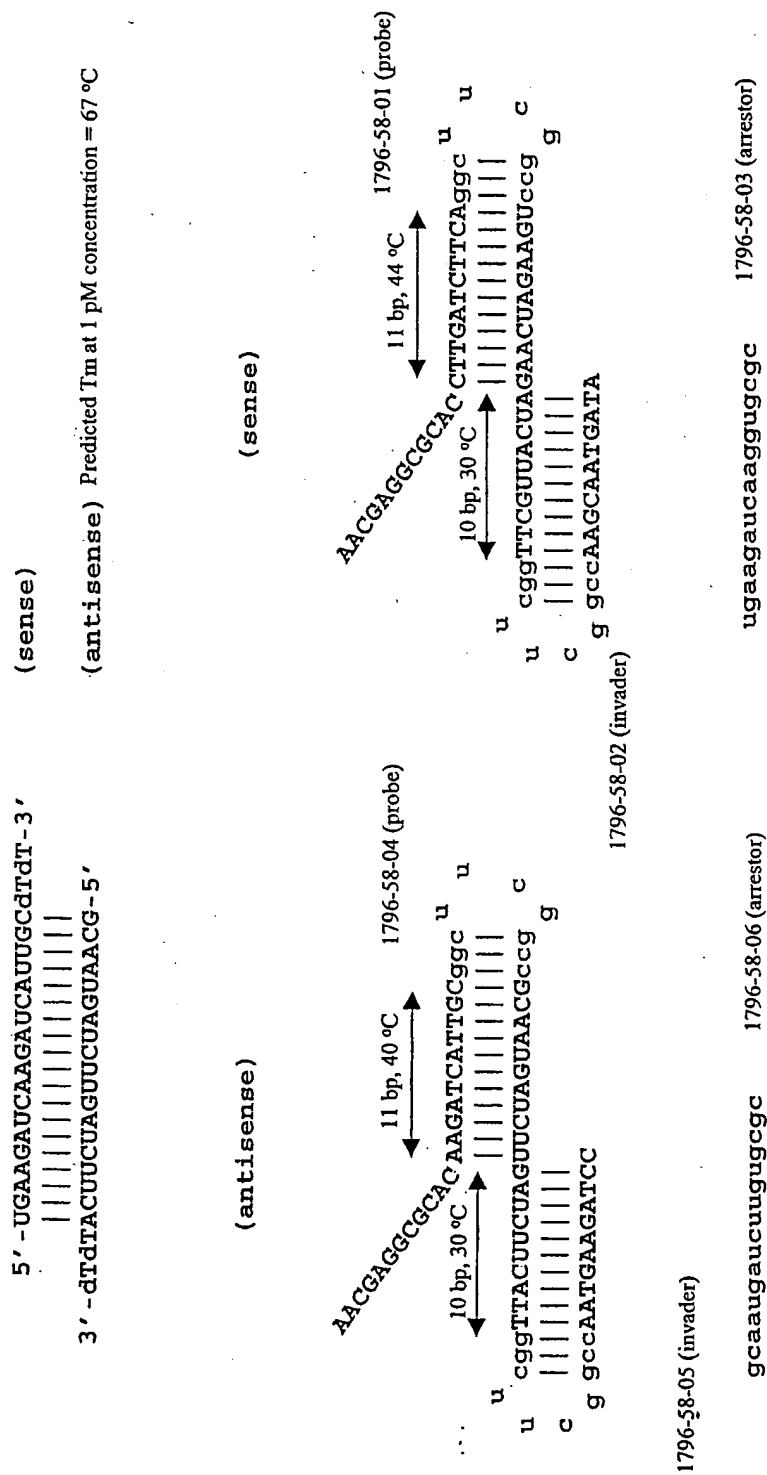 5'-UGAAGAUCAAGAUCAUUGCdTdT-3' (sense)
3'-dTdTACUUCUAGUUCUAGUAACG-5' (antisense) Predicted Tm at 1 pM concentration = 67 °C
(antisense)
1796-58-04 (probe)
11 bp, 40 °C
AACGAGGCGCAC AAGATCATTGCggc
u
u
c
g
10 bp, 30 °C
cggTTACUUCUAGUUCUAGUAACGccg
u
u
c
g
gccAATGAAGATCC
1796-58-05 (invader)
gcaaugaucuugugcgc 1796-58-06 (arrestor)
(sense)
1796-58-01 (probe)
11 bp, 44 °C
AACGAGGCGCAC CTTGATCTTCAggc
u
u
c
g
10 bp, 30 °C
cggTTCGUUACUAGAACUAGAAGUccg
u
u
c
g
gccAAGCAATGATA
1796-58-02 (invader)
ugaagaucaaggugcgc 1796-58-03 (arrestor)